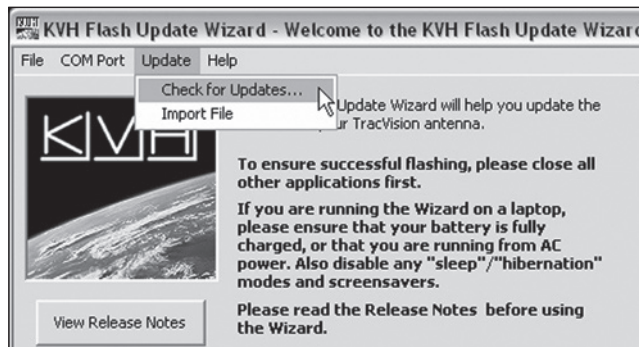 KVH Flash Update Wizard - Welcome to the KVH Flash Update Wizard
File COM Port Update Help
Check for Updates...
Import File
Update Wizard will help you update the
TracVision antenna.
KVH
To ensure successful flashing, please close all
other applications first.
If you are running the Wizard on a laptop,
please ensure that your battery is fully
charged, or that you are running from AC
power. Also disable any "sleep"/"hibernation"
modes and screensavers.
Please read the Release Notes before using
the Wizard.
View Release Notes